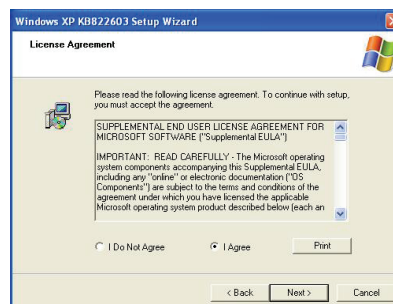 Windows XP KB822603 Setup Wizard
License Agreement
Please read the following license agreement. To continue with setup,
you must accept the agreement.
SUPPLEMENTAL END USER LICENSE AGREEMENT FOR
MICROSOFT SOFTWARE ("Supplemental EULA")
IMPORTANT: READ CAREFULLY - The Microsoft operating
system components accompanying this Supplemental EULA,
including any "online" or electronic documentation ("OS
Components") are subject to the terms and conditions of the
agreement under which you have licensed the applicable
Microsoft operating system product described below (each an
I Do Not Agree
I Agree
Print
< Back
Next >
Cancel